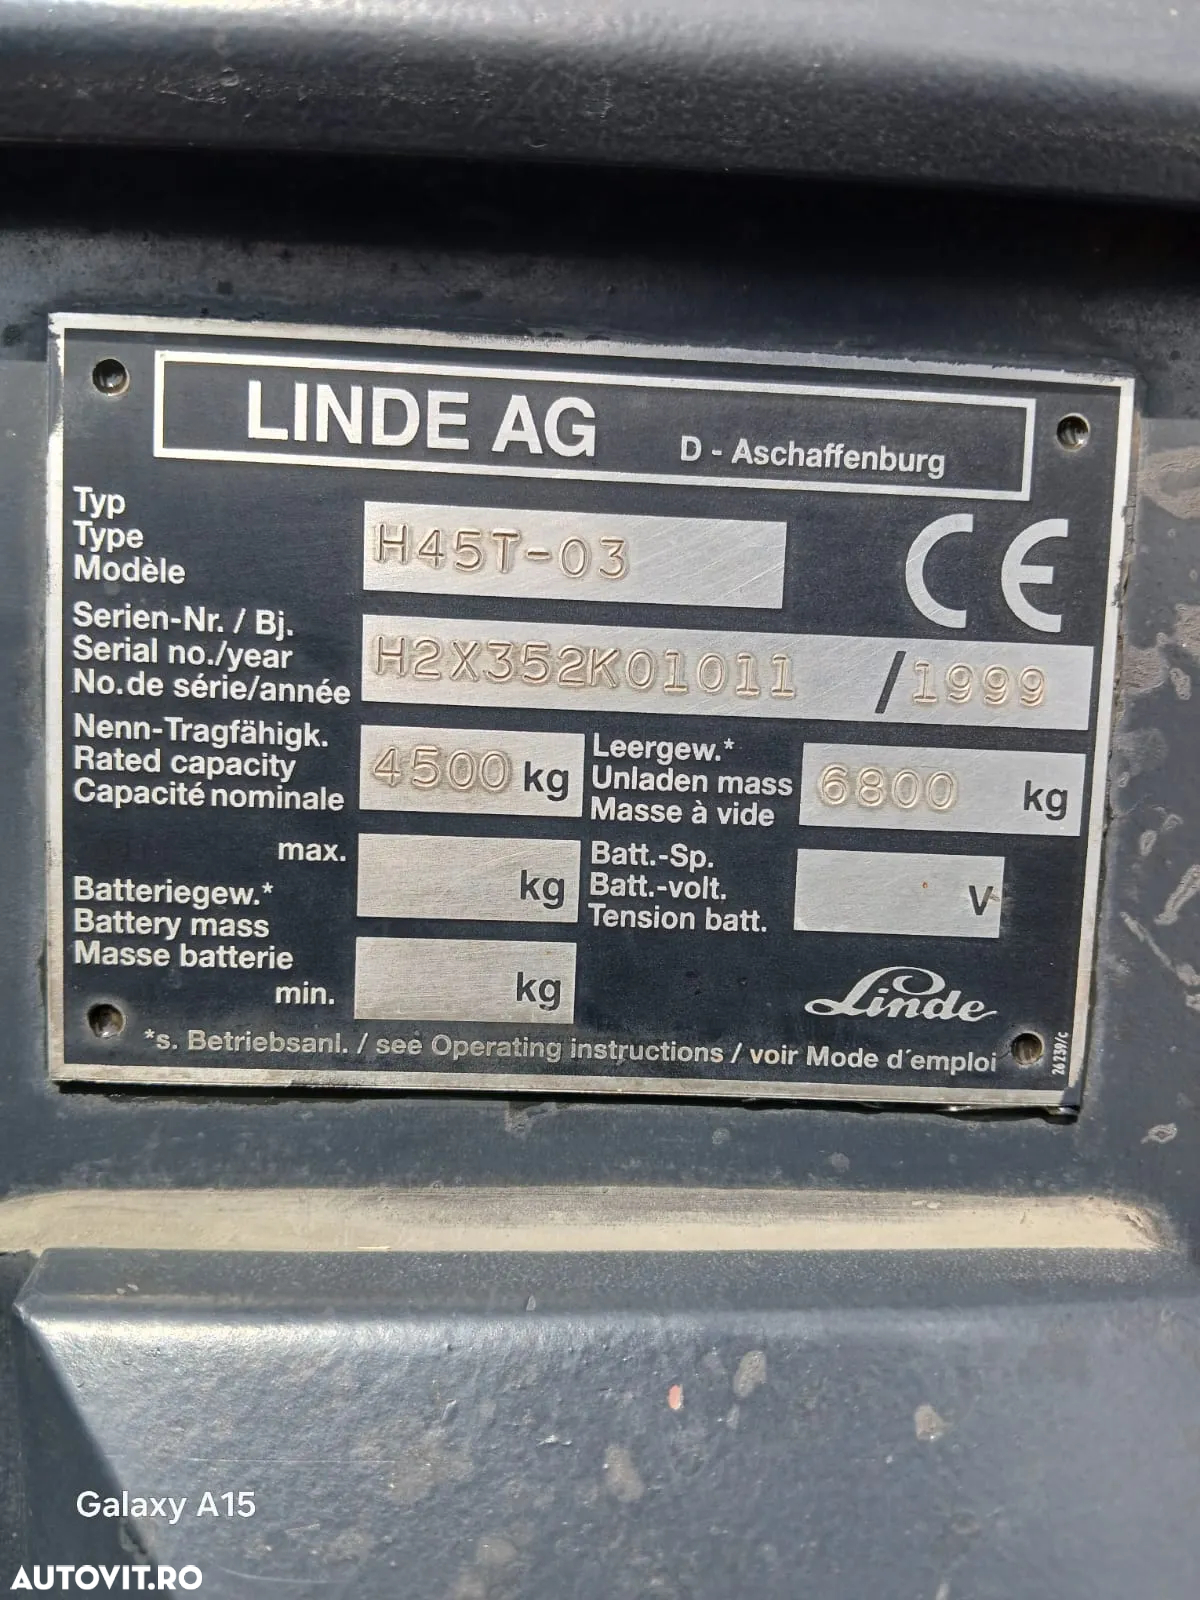 LINDE AG D - Aschaffenburg
Typ
Type
Modèle
H45T-03
CE
Serien-Nr. / Bj.
Serial no./year
No.de série/année
H2X352K01011 / 1999
Nenn-Tragfähigk.
Rated capacity
Capacité nominale
4500 kg
Leergew.*
Unladen mass
Masse à vide
6800 kg
max.
kg
Batteriegew.*
Battery mass
Masse batterie
min.
kg
Batt.-Sp.
Batt.-volt.
Tension batt.
V
Linde
*s. Betriebsanl. / see Operating instructions / voir Mode d´emploi
26239/c
Galaxy A15
AUTOVIT.RO